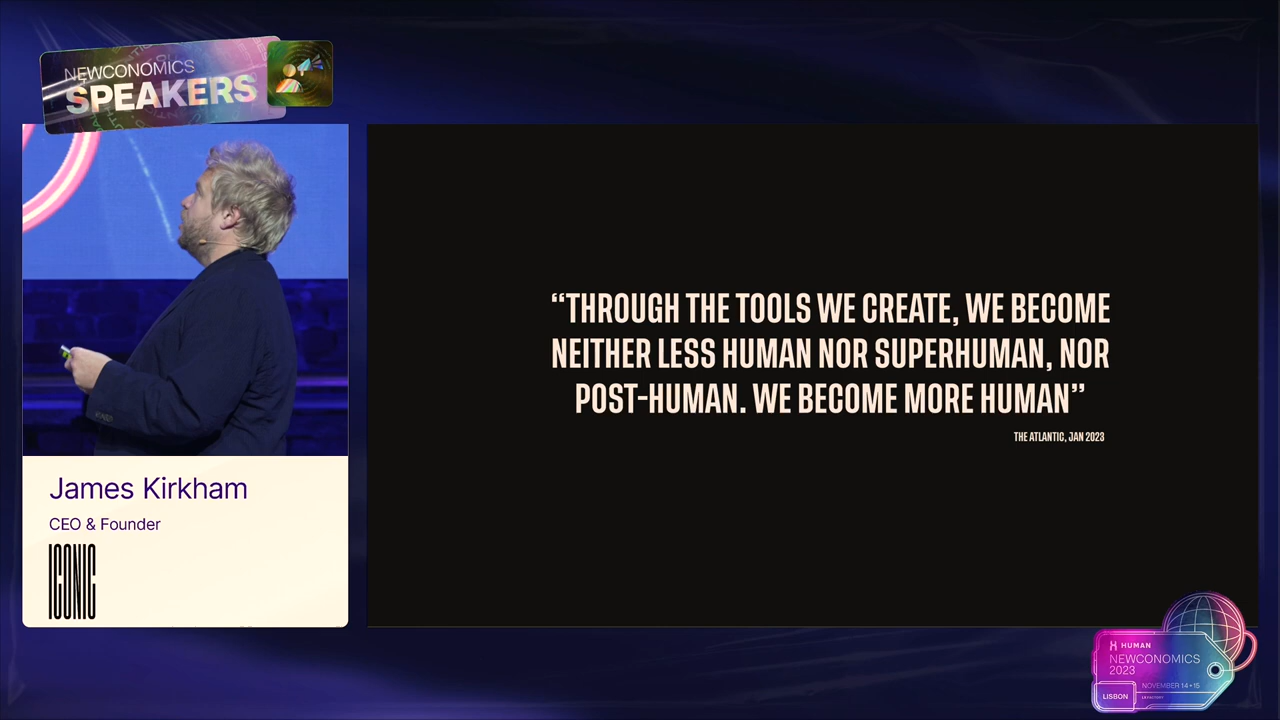 NEWCONOMICS
SPEAKERS
“THROUGH THE TOOLS WE CREATE, WE BECOME
NEITHER LESS HUMAN NOR SUPERHUMAN, NOR
POST-HUMAN. WE BECOME MORE HUMAN”
THE ATLANTIC, JAN 2023
James Kirkham
CEO & Founder
ICONIC
HUMAN
NEWCONOMICS
2023
NOVEMBER 14 • 15
LISBON